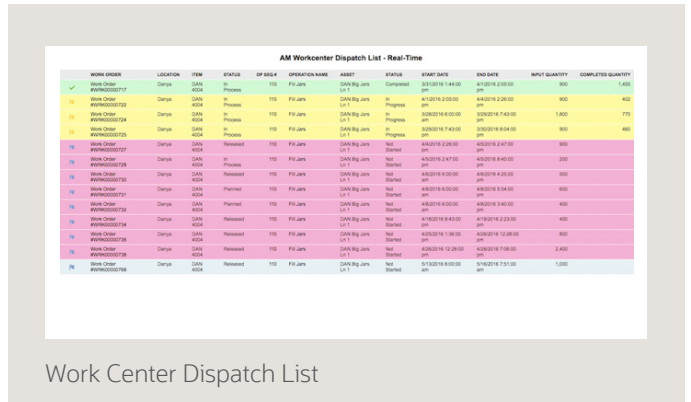 AM Workcenter Dispatch List - Real-Time
WORK ORDER LOCATION ITEM STATUS OP SEQ # OPERATION NAME ASSET STATUS START DATE END DATE INPUT QUANTITY COMPLETED QUANTITY
Work Order Danya DAN In 110 Fill Jars DAN Big Jars Completed 3/31/2016 1:44:00 4/1/2016 2:05:00 900 1,400
#WRK00000717 4004 Process Ln 1 pm pm
Work Order Danya DAN In 110 Fill Jars DAN Big Jars In 4/1/2016 2:05:00 4/4/2016 2:26:00 900 402
#WRK00000722 4004 Process Ln 1 Progress pm pm
Work Order Danya DAN In 110 Fill Jars DAN Big Jars In 3/28/2016 6:00:00 3/29/2016 7:43:00 1,800 770
#WRK00000724 4004 Process Ln 1 Progress am pm
Work Order Danya DAN In 110 Fill Jars DAN Big Jars In 3/29/2016 7:43:00 3/30/2016 8:04:00 900 460
#WRK00000725 4004 Process Ln 1 Progress pm pm
Work Order Danya DAN Released 110 Fill Jars DAN Big Jars Not 4/4/2016 2:26:00 4/5/2016 2:47:00 900
#WRK00000727 4004 Ln 1 Started pm pm
Work Order Danya DAN In 110 Fill Jars DAN Big Jars Not 4/5/2016 2:47:00 4/5/2016 8:40:00 200
#WRK00000728 4004 Process Ln 1 Started pm pm
Work Order Danya DAN Released 110 Fill Jars DAN Big Jars Not 4/6/2016 6:00:00 4/6/2016 4:20:00 500
#WRK00000730 4004 Ln 1 Started am pm
Work Order Danya DAN Planned 110 Fill Jars DAN Big Jars Not 4/8/2016 6:00:00 4/8/2016 5:54:00 600
#WRK00000731 4004 Ln 1 Started am pm
Work Order Danya DAN Planned 110 Fill Jars DAN Big Jars Not 4/8/2016 6:00:00 4/8/2016 3:40:00 400
#WRK00000732 4004 Ln 1 Started am pm
Work Order Danya DAN Released 110 Fill Jars DAN Big Jars Not 4/18/2016 4/19/2016 2:23:00 400
#WRK00000734 4004 Ln 1 Started pm pm
Work Order Danya DAN Released 110 Fill Jars DAN Big Jars Not 4/25/2016 4/26/2016 12:28:00 800
#WRK00000736 4004 Ln 1 Started pm pm
Work Order Danya DAN Released 110 Fill Jars DAN Big Jars Not 4/26/2016 12:28:00 4/28/2016 2,400
#WRK00000738 4004 Ln 1 Started pm pm
Work Order Danya DAN Released 110 Fill Jars DAN Big Jars Not 5/13/2016 6:00:00 5/16/2016 7:51:00 1,000
4004 Ln 1 Started am am
Work Center Dispatch List